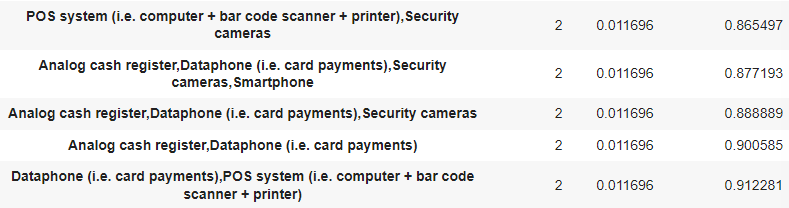 POS system (i.e. computer + bar code scanner + printer),Security
cameras 2 0.011696 0.865497
Analog cash register,Dataphone (i.e. card payments),Security
cameras,Smartphone 2 0.011696 0.877193
Analog cash register,Dataphone (i.e. card payments),Security cameras 2 0.011696 0.888889
Analog cash register,Dataphone (i.e. card payments) 2 0.011696 0.900585
Dataphone (i.e. card payments),POS system (i.e. computer + bar code
scanner + printer) 2 0.011696 0.912281